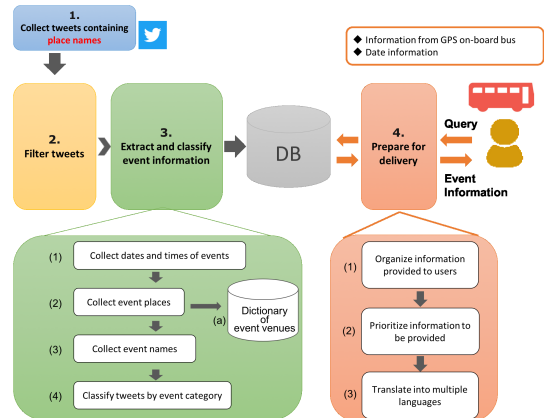 1.
Collect tweets containing
place names
◆ Information from GPS on-board bus
◆ Date information
2.
Filter tweets
3.
Extract and classify
event information
DB
4.
Prepare for
delivery
Query
Event
Information
(1) Collect dates and times of events
(2) Collect event places
(a) Dictionary
of
event venues
(3) Collect event names
(4) Classify tweets by event category
(1) Organize information
provided to users
(2) Prioritize information to
be provided
(3) Translate into multiple
languages